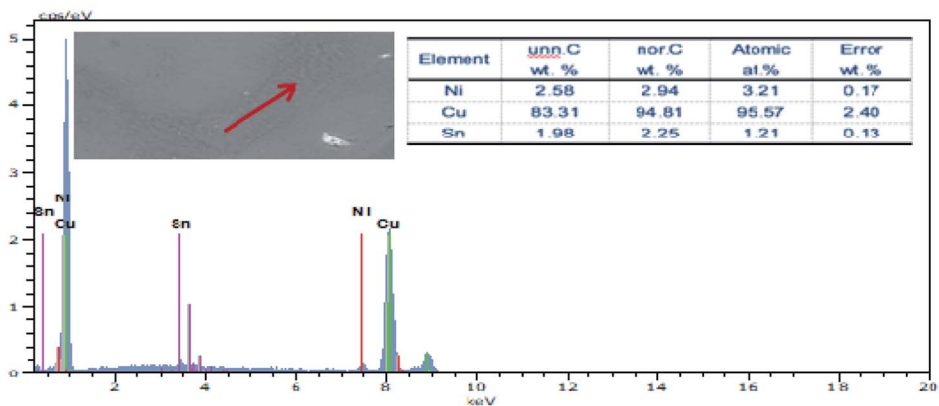 cps/eV
Element unn.C nor.C Atomic Error
wt. % wt. % at.% wt. %
Ni 2.58 2.94 3.21 0.17
Cu 83.31 94.81 95.57 2.40
Sn 1.98 2.25 1.21 0.13
5
4
3
2
1
0
Ni
Sn
Cu
Sn
Ni
Cu
2 4 6 8 10 12 14 16 18 20
keV